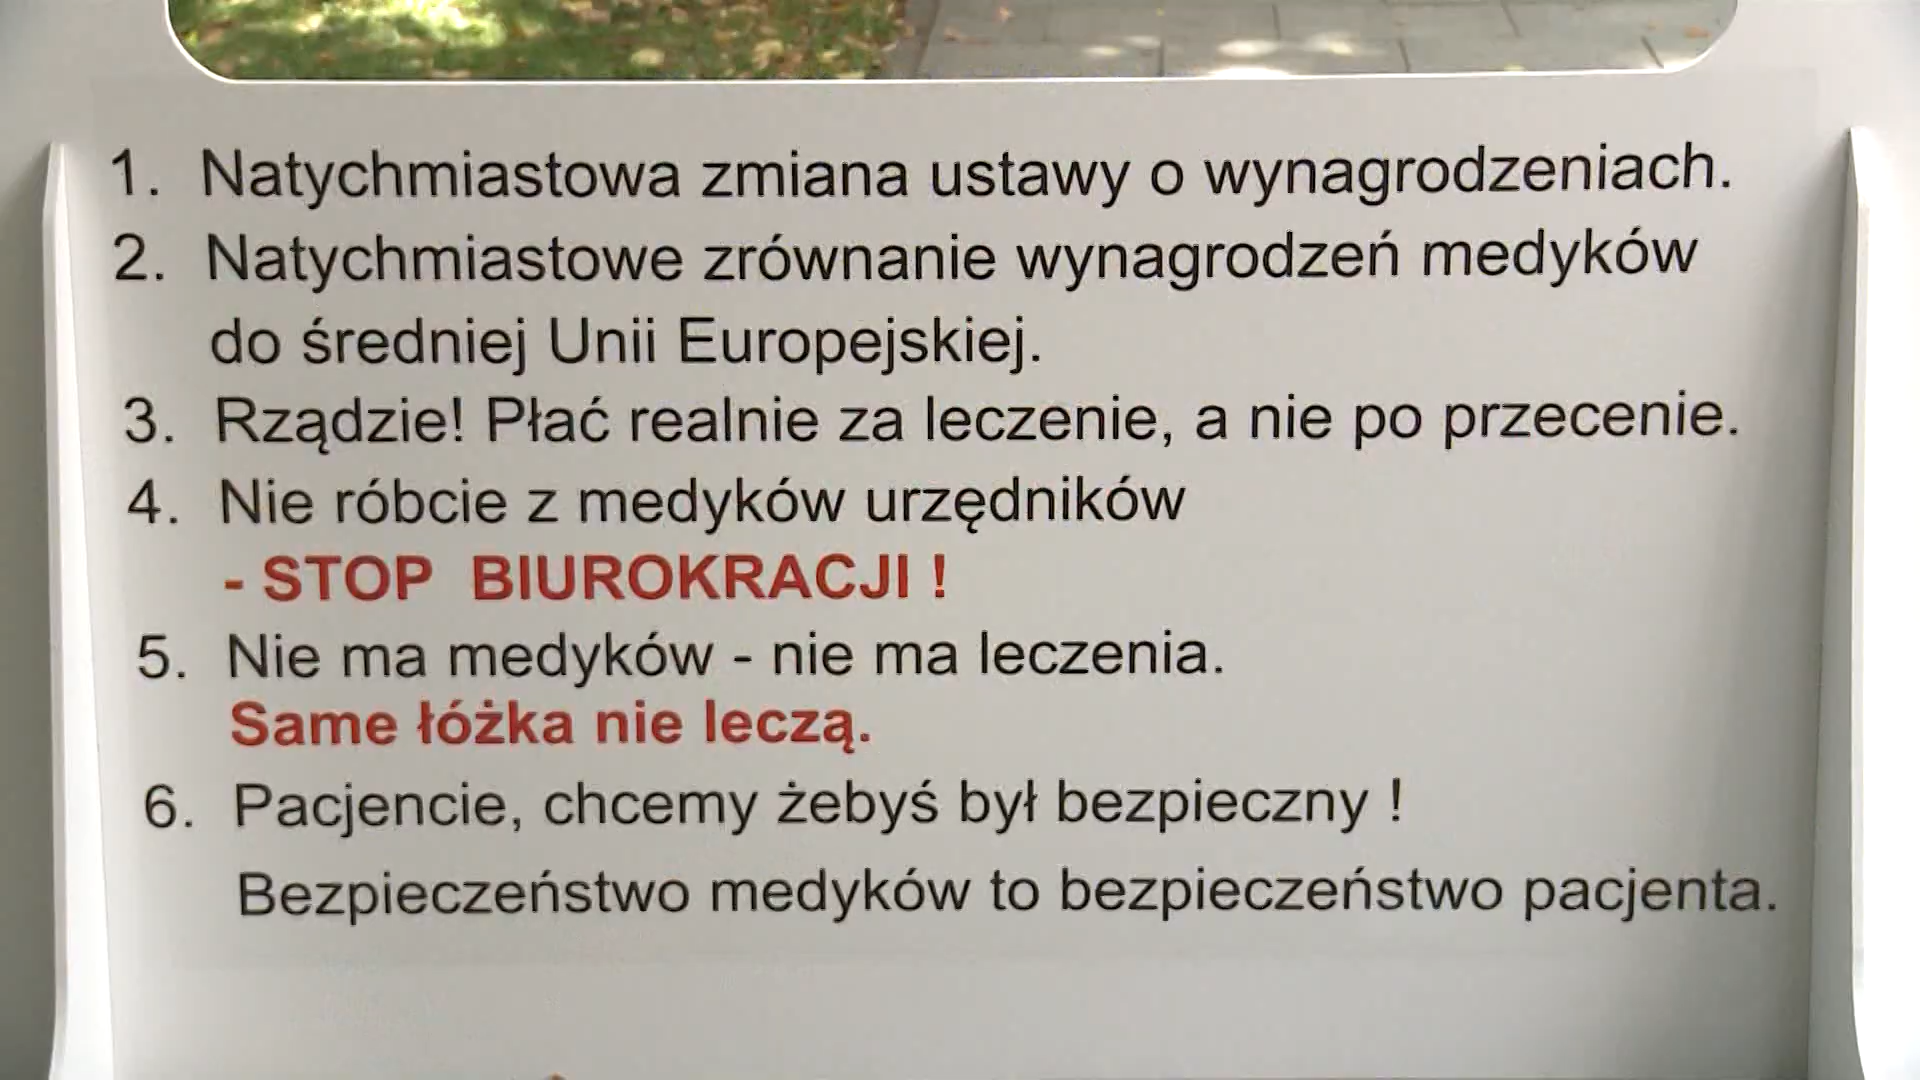 1. Natychmiastowa zmiana ustawy o wynagrodzeniach.
2. Natychmiastowe zrównanie wynagrodzeń medyków
do średniej Unii Europejskiej.
3. Rządzie! Płać realnie za leczenie, a nie po przecenie.
4. Nie róbcie z medyków urzędników
- STOP BIUROKRACJI !
5. Nie ma medyków - nie ma leczenia.
Same łóżka nie leczą.
6. Pacjencie, chcemy żebyś był bezpieczny !
Bezpieczeństwo medyków to bezpieczeństwo pacjenta.